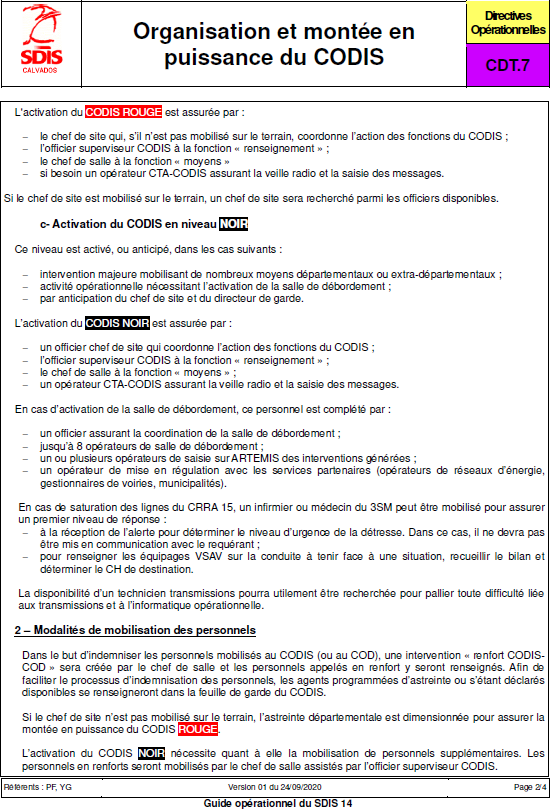 SDIS
CALVADOS
Organisation et montée en
puissance du CODIS
Directives
Opérationnelles
CDT.7
L'activation du CODIS ROUGE est assurée par :
– le chef de site qui, s'il n'est pas mobilisé sur le terrain, coordonne l'action des fonctions du CODIS ;
– l'officier superviseur CODIS à la fonction « renseignement » ;
– le chef de salle à la fonction « moyens »
– si besoin un opérateur CTA-CODIS assurant la veille radio et la saisie des messages.
Si le chef de site est mobilisé sur le terrain, un chef de site sera recherché parmi les officiers disponibles.
c- Activation du CODIS en niveau NOIR
Ce niveau est activé, ou anticipé, dans les cas suivants :
– intervention majeure mobilisant de nombreux moyens départementaux ou extra-départementaux ;
– activité opérationnelle nécessitant l'activation de la salle de débordement ;
– par anticipation du chef de site et du directeur de garde.
L'activation du CODIS NOIR est assurée par :
– un officier chef de site qui coordonne l'action des fonctions du CODIS ;
– l'officier superviseur CODIS à la fonction « renseignement » ;
– le chef de salle à la fonction « moyens » ;
– un opérateur CTA-CODIS assurant la veille radio et la saisie des messages.
En cas d'activation de la salle de débordement, ce personnel est complété par :
– un officier assurant la coordination de la salle de débordement ;
– jusqu'à 8 opérateurs de salle de débordement ;
– un ou plusieurs opérateurs de saisie sur ARTEMIS des interventions générées ;
– un opérateur de mise en régulation avec les services partenaires (opérateurs de réseaux d'énergie,
gestionnaires de voiries, municipalités).
En cas de saturation des lignes du CRRA 15, un infirmier ou médecin du 3SM peut être mobilisé pour assurer
un premier niveau de réponse :
– à la réception de l'alerte pour déterminer le niveau d'urgence de la détresse. Dans ce cas, il ne devra pas
être mis en communication avec le requérant ;
– pour renseigner les équipages VSAV sur la conduite à tenir face à une situation, recueillir le bilan et
déterminer le CH de destination.
La disponibilité d'un technicien transmissions pourra utilement être recherchée pour pallier toute difficulté liée
aux transmissions et à l'informatique opérationnelle.
2 – Modalités de mobilisation des personnels
Dans le but d'indemniser les personnels mobilisés au CODIS (ou au COD), une intervention « renfort CODIS-
COD » sera créée par le chef de salle et les personnels appelés en renfort y seront renseignés. Afin de
faciliter le processus d'indemnisation des personnels, les agents programmées d'astreinte ou s'étant déclarés
disponibles se renseigneront dans la feuille de garde du CODIS.
Si le chef de site n'est pas mobilisé sur le terrain, l'astreinte départementale est dimensionnée pour assurer la
montée en puissance du CODIS ROUGE.
L'activation du CODIS NOIR nécessite quant à elle la mobilisation de personnes supplémentaires. Les
personnels en renforts seront mobilisés par le chef de salle assistés par l'officier superviseur CODIS.
Référents : PF, YG
Version 01 du 24/09/2020
Page 2/4
Guide opérationnel du SDIS 14